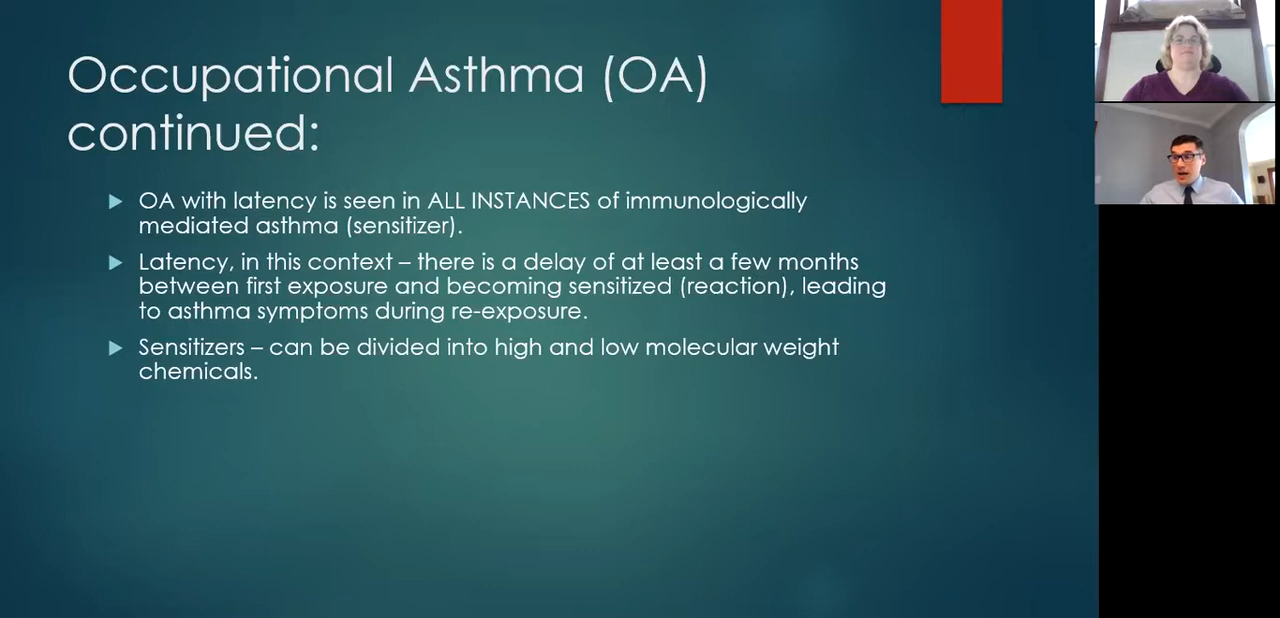 Occupational Asthma (OA)
continued:
OA with latency is seen in ALL INSTANCES of immunologically
mediated asthma (sensitizer).
Latency, in this context – there is a delay of at least a few months
between first exposure and becoming sensitized (reaction), leading
to asthma symptoms during re-exposure.
Sensitizers – can be divided into high and low molecular weight
chemicals.